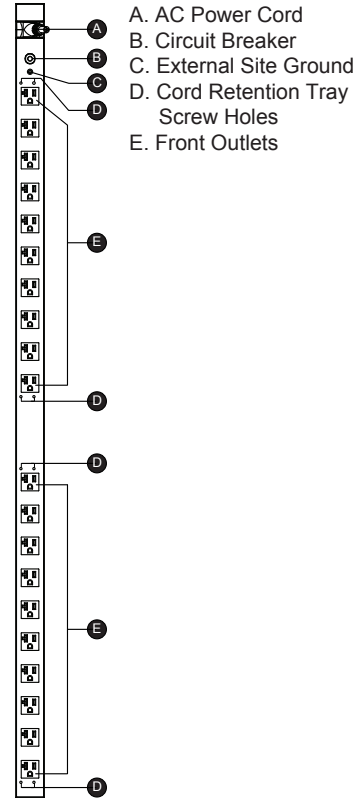 A
B
C
D
E
D
D
E
D
A. AC Power Cord
B. Circuit Breaker
C. External Site Ground
D. Cord Retention Tray
Screw Holes
E. Front Outlets